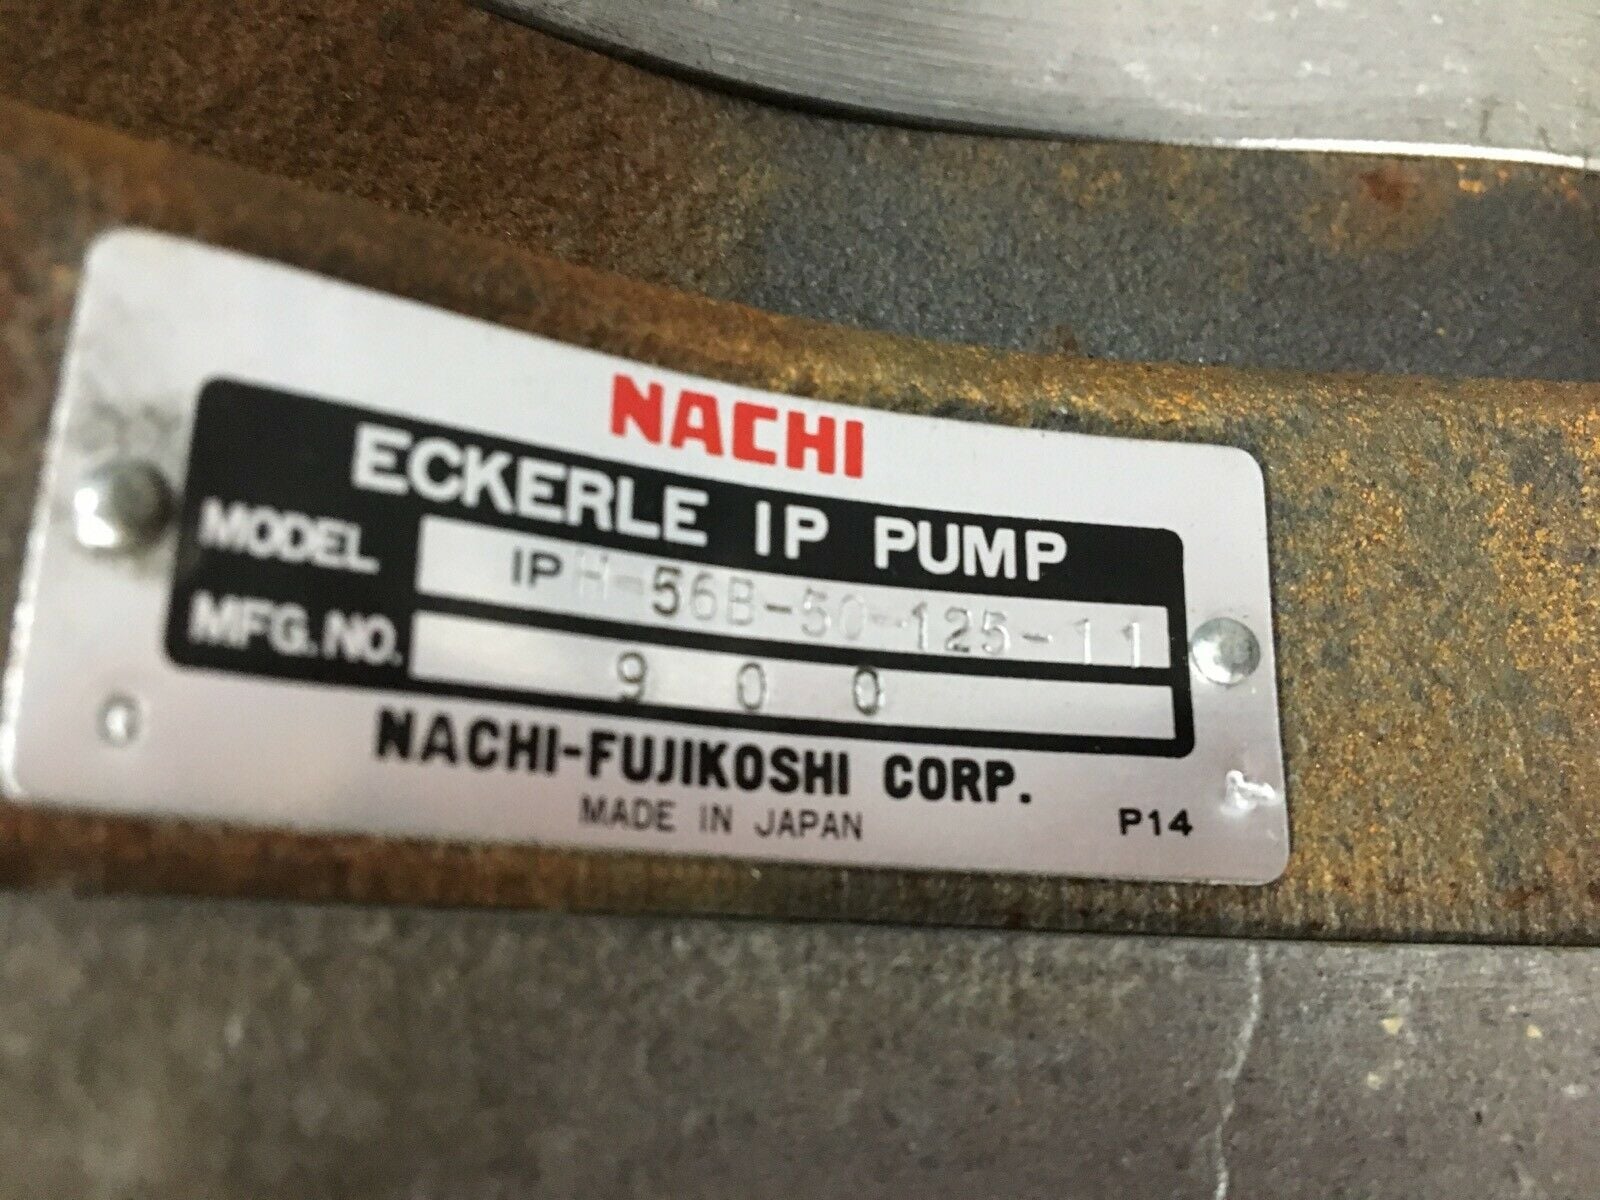 NACHI
ECKERLE IP PUMP
MODEL IPH-56B-50-125-11
MFG.NO. 9 0 0
NACHI-FUJIKOSHI CORP.
MADE IN JAPAN P14